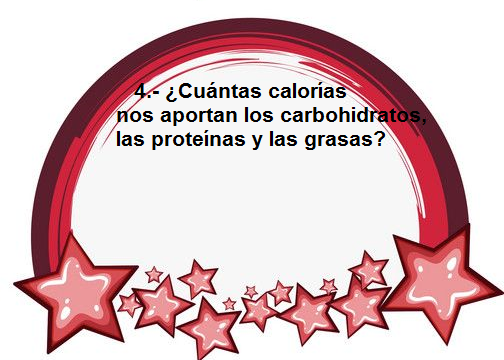 4.- ¿Cuántas calorías
nos aportan los carbohidratos,
las proteínas y las grasas?